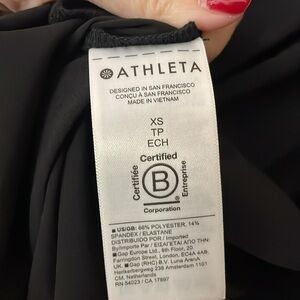 ATHLETA
DESIGNED IN SAN FRANCISCO
CONÇU À SAN FRANCISCO
MADE IN VIETNAM
XS
TP
ECH
Certified
Certifiée
B
Entreprise
Corporation
US/GB: 66% POLYESTER, 14%
SPANDEX / ELASTANE
DISTRIBUIDO POR / Imported
By/Importe Par / ΕΙΣΑΓΕΤΑΙ ΑΠΟ ΤΗΝ:
Gap Europe Ltd., 8th Floor, 20
Farringdon Street, London, EC4A 4AB,
UK. Gap (RHC) B.V. Luna Arena,
Herikerbergweg 238 Amsterdam 1101
CM, Netherlands.
RN 54023 / CA 17897